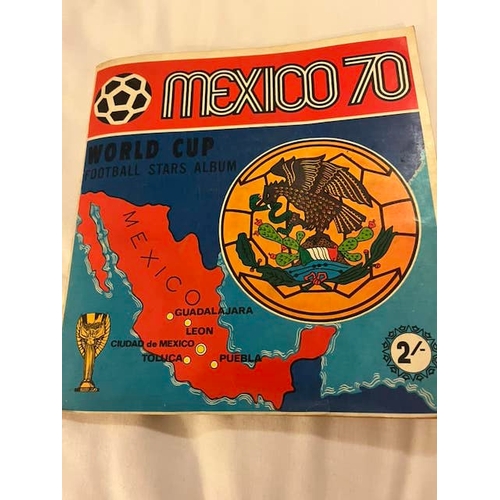 MEXICO 70
WORLD CUP
FOOTBALL STARS ALBUM
MEXICO
GUADALAJARA
LEON
CIUDAD de MEXICO
TOLUCA
PUEBLA
2/-